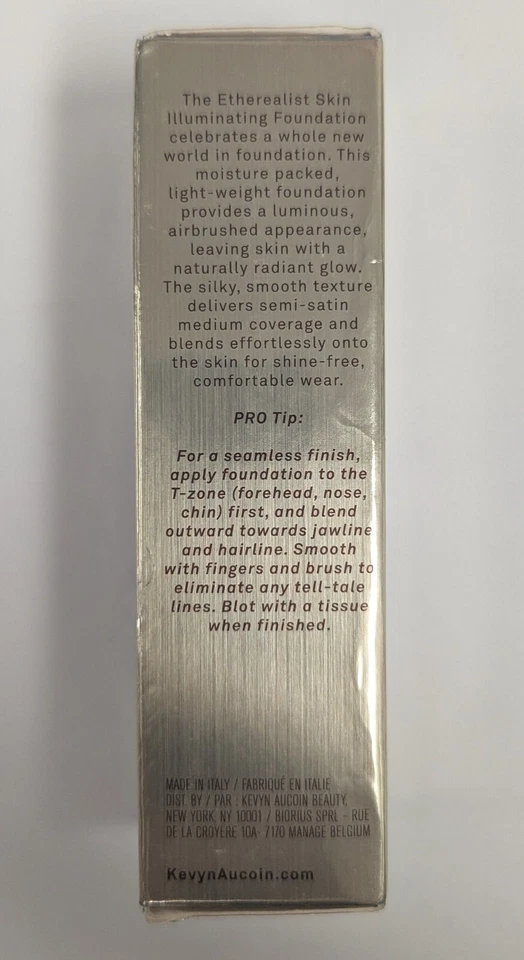 The Etherealist Skin
Illuminating Foundation
celebrates a whole new
world in foundation. This
moisture packed,
light-weight foundation
provides a luminous,
airbrushed appearance,
leaving skin with a
naturally radiant glow.
The silky, smooth texture
delivers semi-satin
medium coverage and
blends effortlessly onto
the skin for shine-free,
comfortable wear.
PRO Tip:
For a seamless finish,
apply foundation to the
T-zone (forehead, nose,
chin) first, and blend
outward towards jawline
and hairline. Smooth
with fingers and brush to
eliminate any tell-tale
lines. Blot with a tissue
when finished.
MADE IN ITALY / FABRIQUÉ EN ITALIE
DIST. BY / PAR : KEVYN AUCOIN BEAUTY,
NEW YORK, NY 10001 / BIORIUS SPRL - RUE
DE LA CROYERE 10A- 7170 MANAGE BELGIUM
KevynAucoin.com